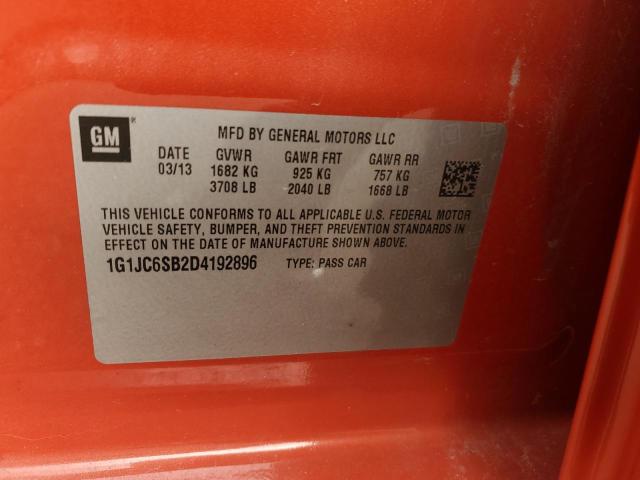 GM
MFD BY GENERAL MOTORS LLC
DATE GVWR GAWR FRT GAWR RR
03/13 1682 KG 925 KG 757 KG
3708 LB 2040 LB 1668 LB
THIS VEHICLE CONFORMS TO ALL APPLICABLE U.S. FEDERAL MOTOR
VEHICLE SAFETY, BUMPER, AND THEFT PREVENTION STANDARDS IN
EFFECT ON THE DATE OF MANUFACTURE SHOWN ABOVE.
1G1JC6SB2D4192896 TYPE: PASS CAR